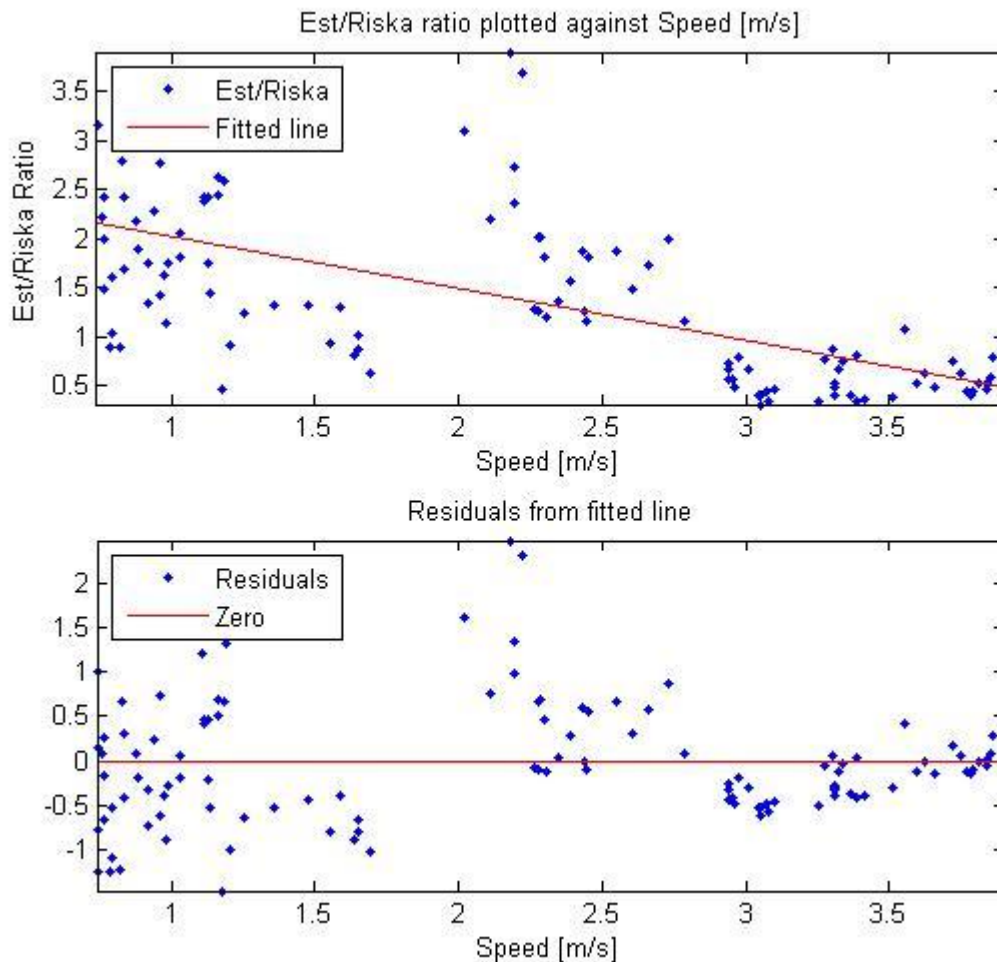 Est/Riska ratio plotted against Speed [m/s]
Est/Riska
Fitted line
Est/Riska Ratio
3.5
3
2.5
2
1.5
1
0.5
1
1.5
2
2.5
3
3.5
Speed [m/s]
Residuals from fitted line
Residuals
Zero
2
1.5
1
0.5
0
-0.5
-1
1
1.5
2
2.5
3
3.5
Speed [m/s]